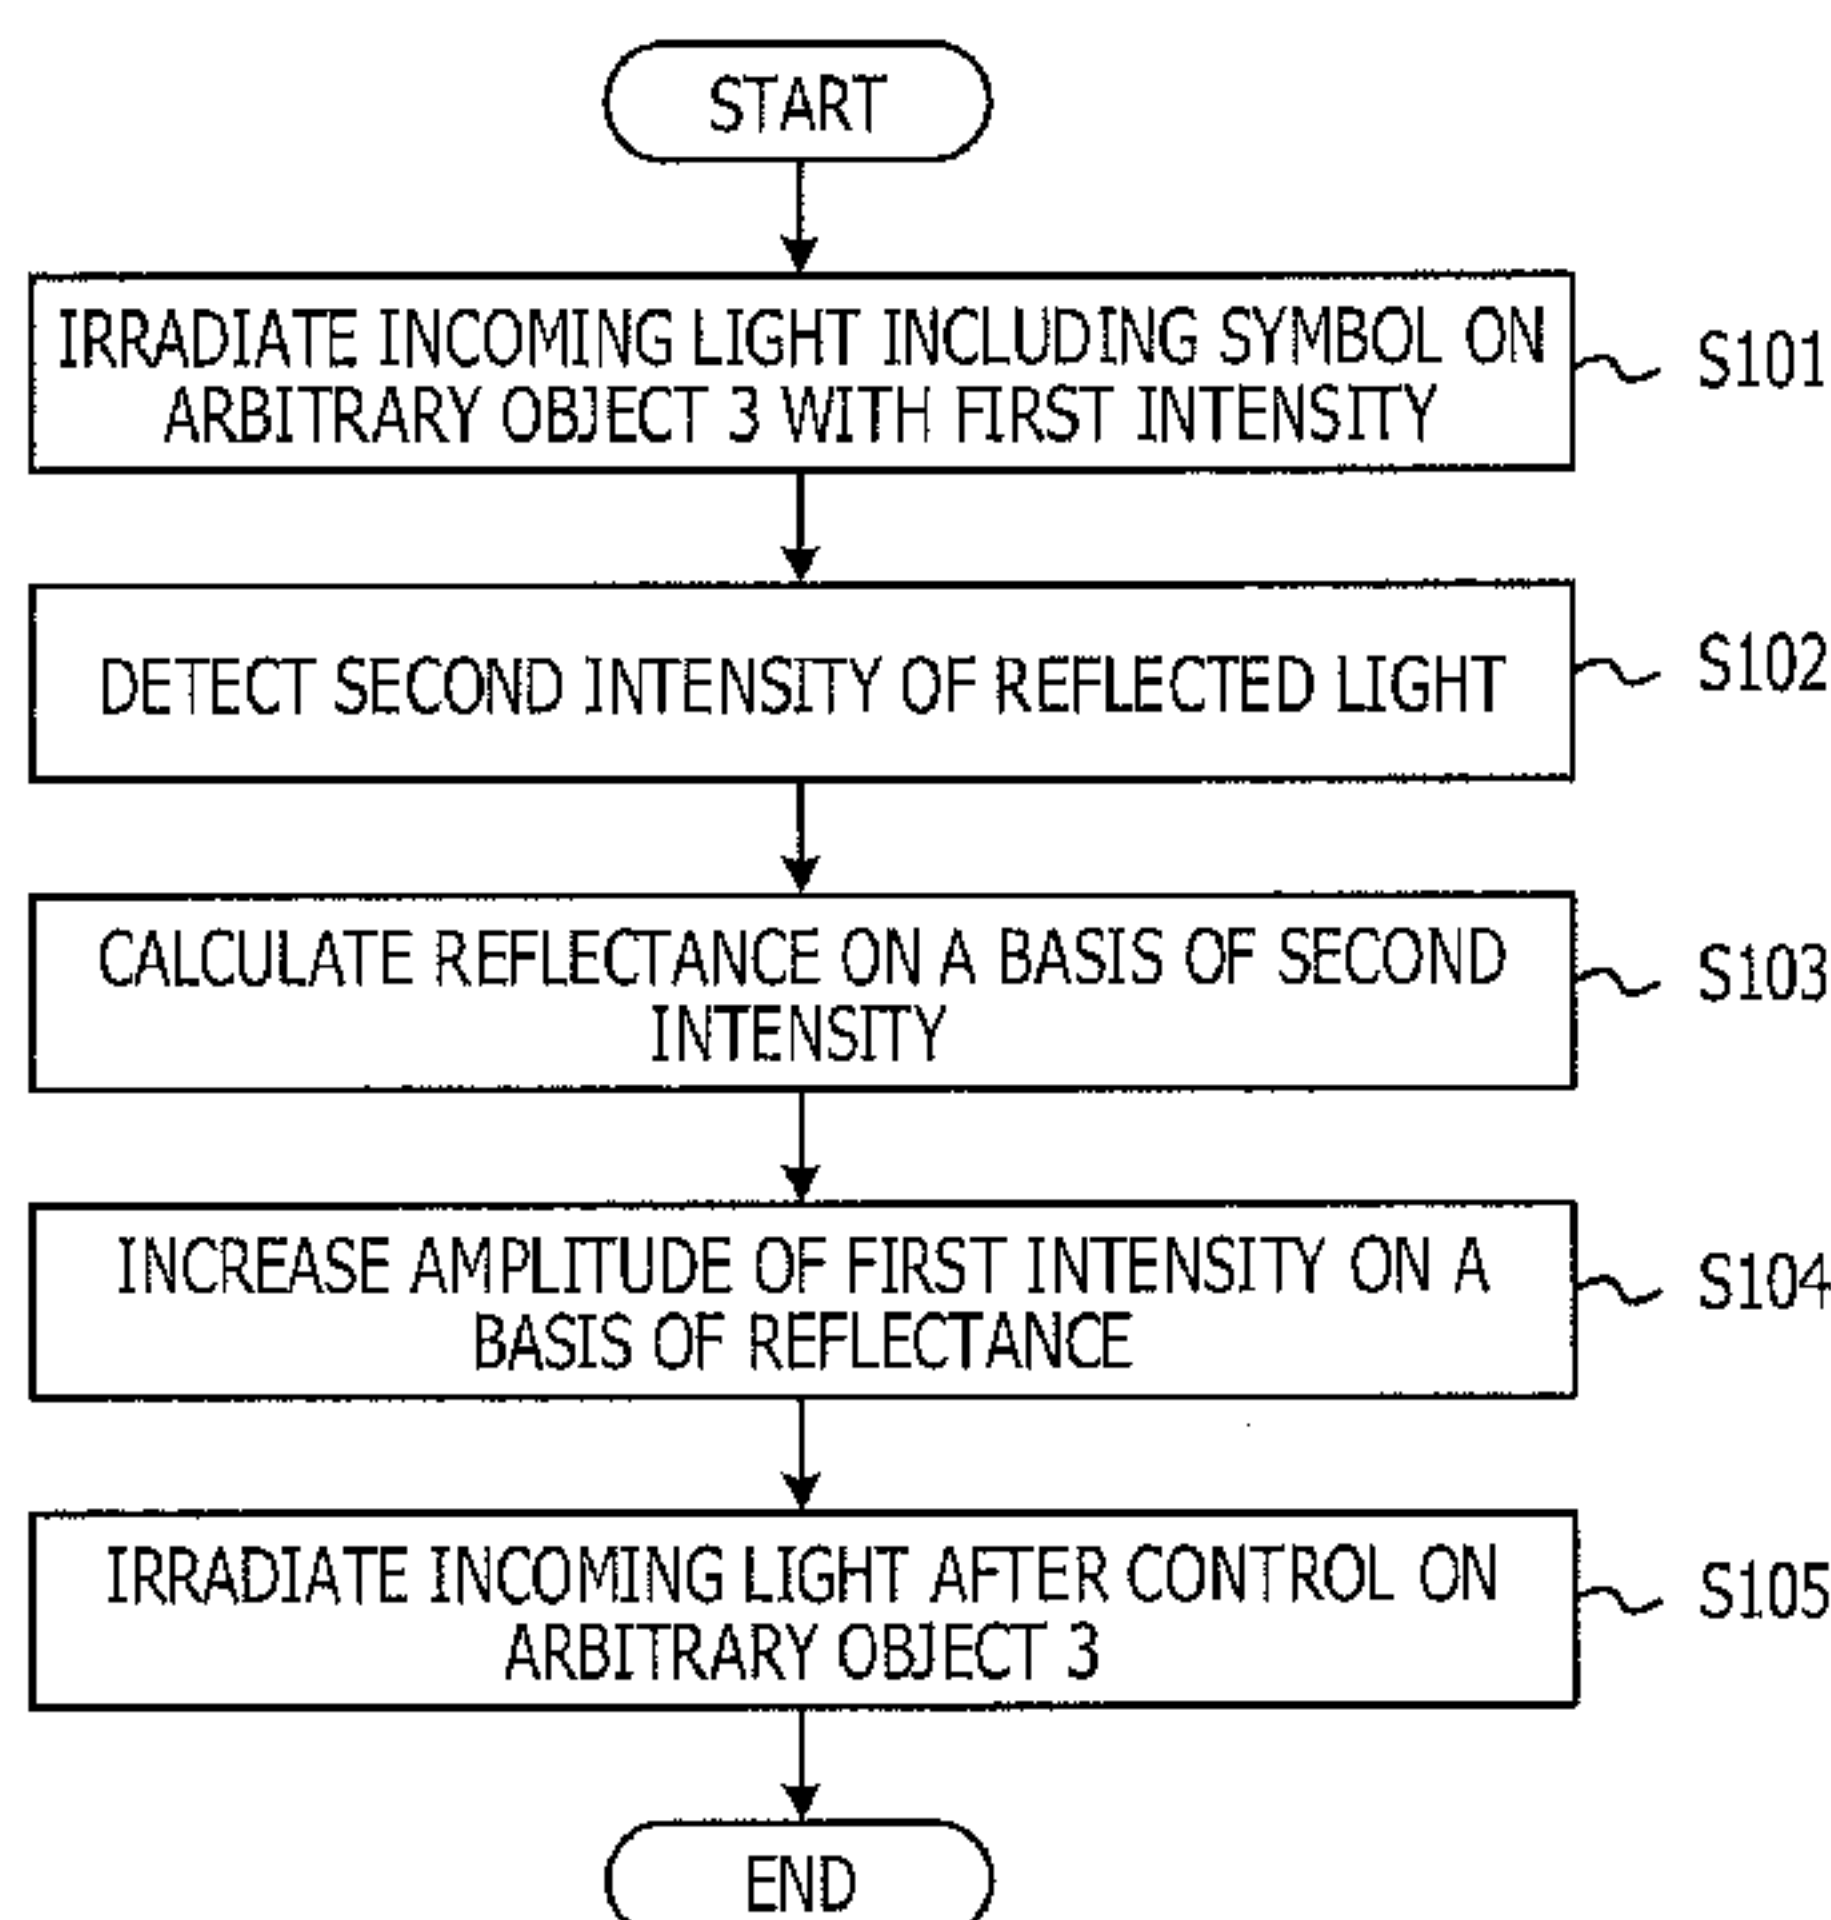 START
IRRADIATE INCOMING LIGHT INCLUDING SYMBOL ON
ARBITRARY OBJECT 3 WITH FIRST INTENSITY
S101
DETECT SECOND INTENSITY OF REFLECTED LIGHT
S102
CALCULATE REFLECTANCE ON A BASIS OF SECOND
INTENSITY
S103
INCREASE AMPLITUDE OF FIRST INTENSITY ON A
BASIS OF REFLECTANCE
S104
IRRADIATE INCOMING LIGHT AFTER CONTROL ON
ARBITRARY OBJECT 3
S105
END